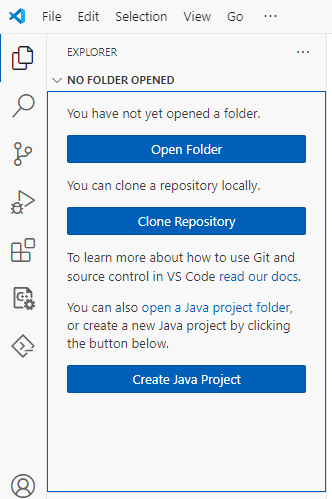 File Edit Selection View Go ···
EXPLORER ···
NO FOLDER OPENED
You have not yet opened a folder.
Open Folder
You can clone a repository locally.
Clone Repository
To learn more about how to use Git and
source control in VS Code read our docs.
You can also open a Java project folder,
or create a new Java project by clicking
the button below.
Create Java Project